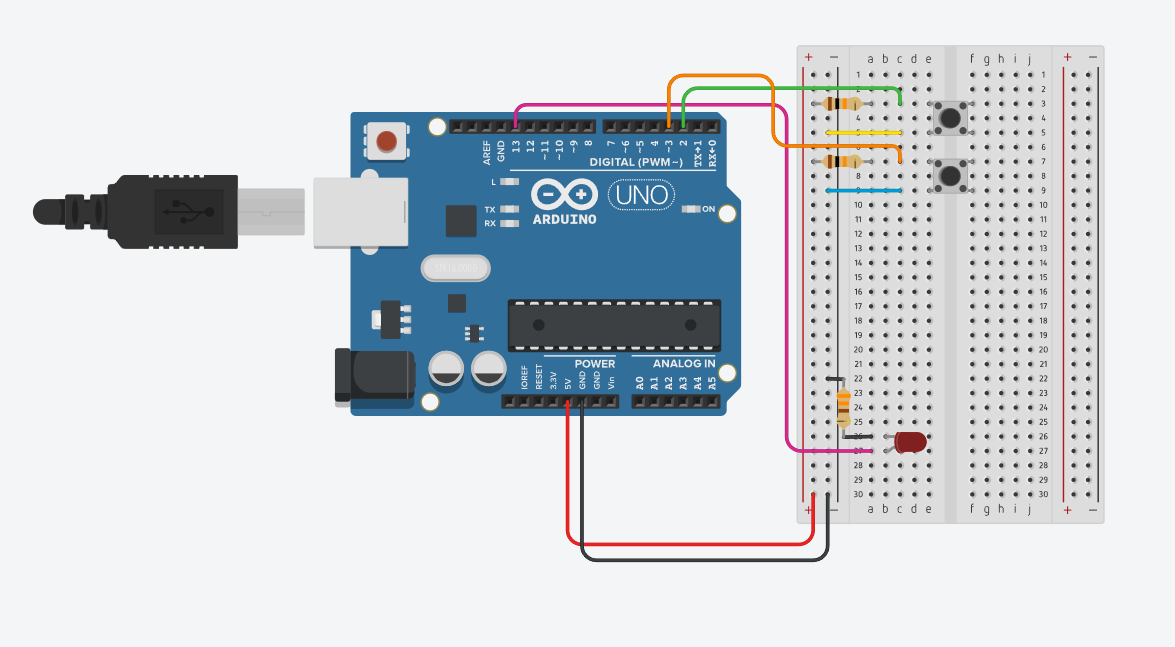 AREF
GND
13
12
~11
~10
~9
8
7
~6
~5
4
~3
2
TX→1
RX←0
DIGITAL (PWM~)
L
TX
RX
ARDUINO
UNO
ON
POWER
ANALOG IN
IOREF
RESET
3.3V
5V
GND
GND
Vin
A0
A1
A2
A3
A4
A5
+ − a b c d e f g h i j + −
1 1
2 2
3 3
4 4
5 5
6 6
7 7
8 8
9 9
10 10
11 11
12 12
13 13
14 14
15 15
16 16
17 17
18 18
19 19
20 20
21 21
22 22
23 23
24 24
25 25
26 26
27 27
28 28
29 29
30 30
+ − a b c d e f g h i j + −